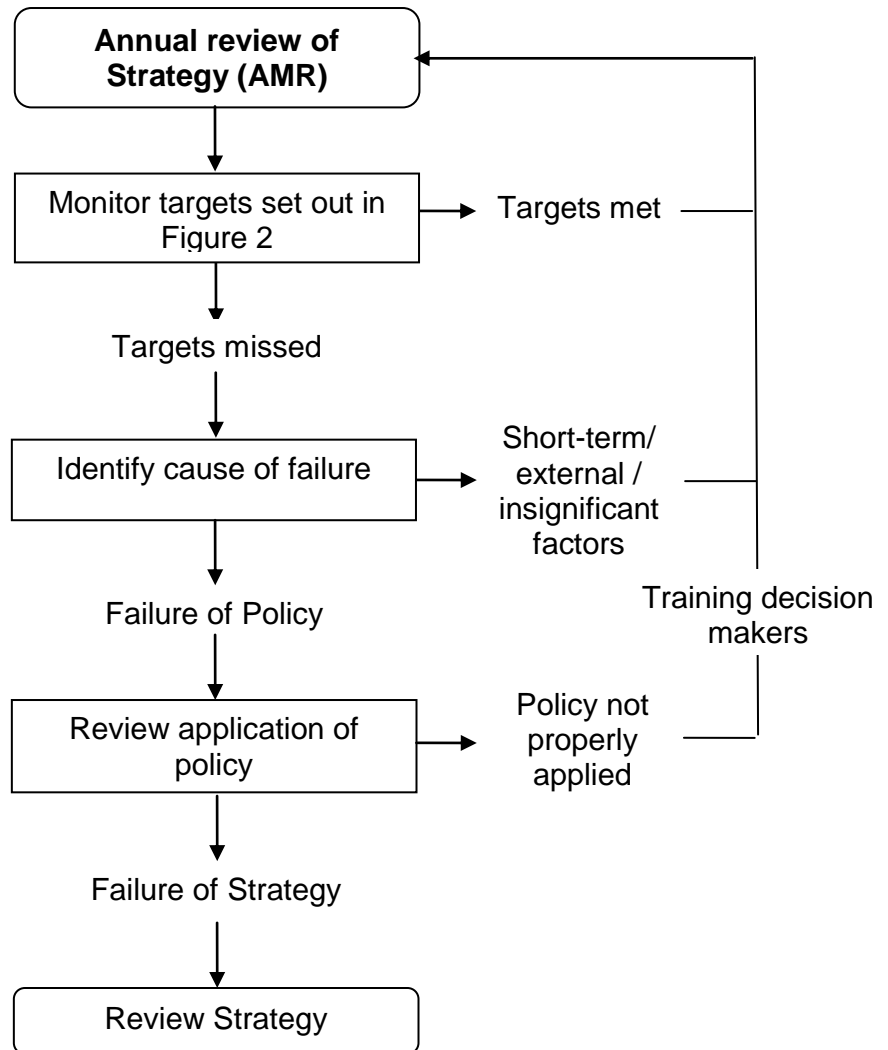 Annual review of
Strategy (AMR)
Monitor targets set out in
Figure 2
Targets met
Targets missed
Identify cause of failure
Short-term/
external /
insignificant
factors
Failure of Policy
Training decision
makers
Review application of
policy
Policy not
properly
applied
Failure of Strategy
Review Strategy